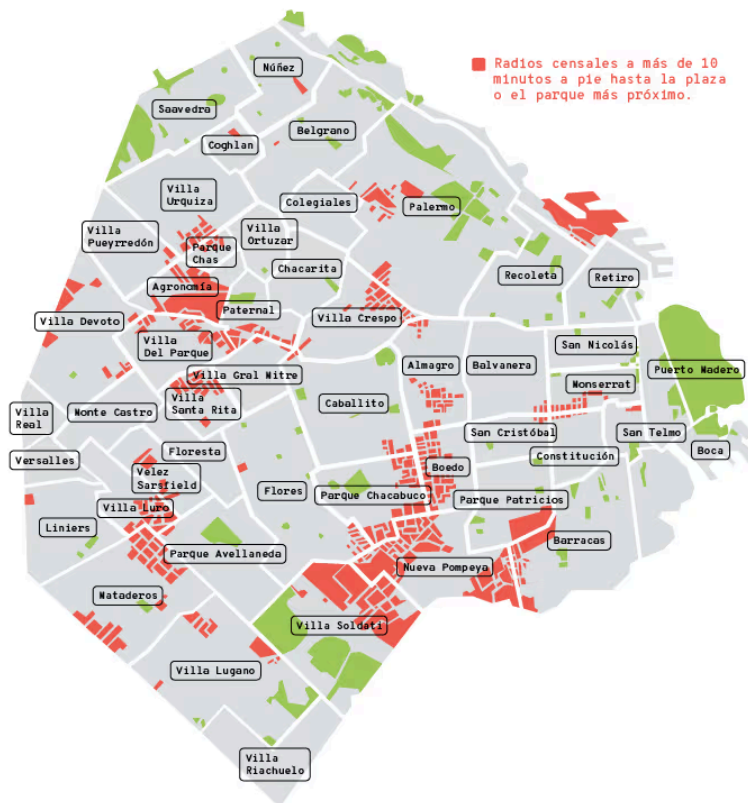 Radios censales a más de 10
minutos a pie hasta la plaza
o el parque más próximo.
Núñez
Saavedra
Belgrano
Coghlan
Villa
Urquiza
Colegiales
Palermo
Villa
Pueyrredón
Villa
Ortuzar
Parque
Chas
Chacarita
Recoleta
Retiro
Agronomía
Paternal
Villa Devoto
Villa Crespo
Villa
Del Parque
San Nicolás
Almagro
Balvanera
Puerto Madero
Villa Gral Mitre
Monserrat
Villa
Santa Rita
Caballito
Villa
Real
Monte Castro
San Cristóbal
San Telmo
Boca
Floresta
Constitución
Versalles
Velez
Sarsfield
Boedo
Flores
Parque Chacabuco
Parque Patricios
Villa Luro
Liniers
Barracas
Parque Avellaneda
Nueva Pompeya
Mataderos
Villa Soldati
Villa Lugano
Villa
Riachuelo